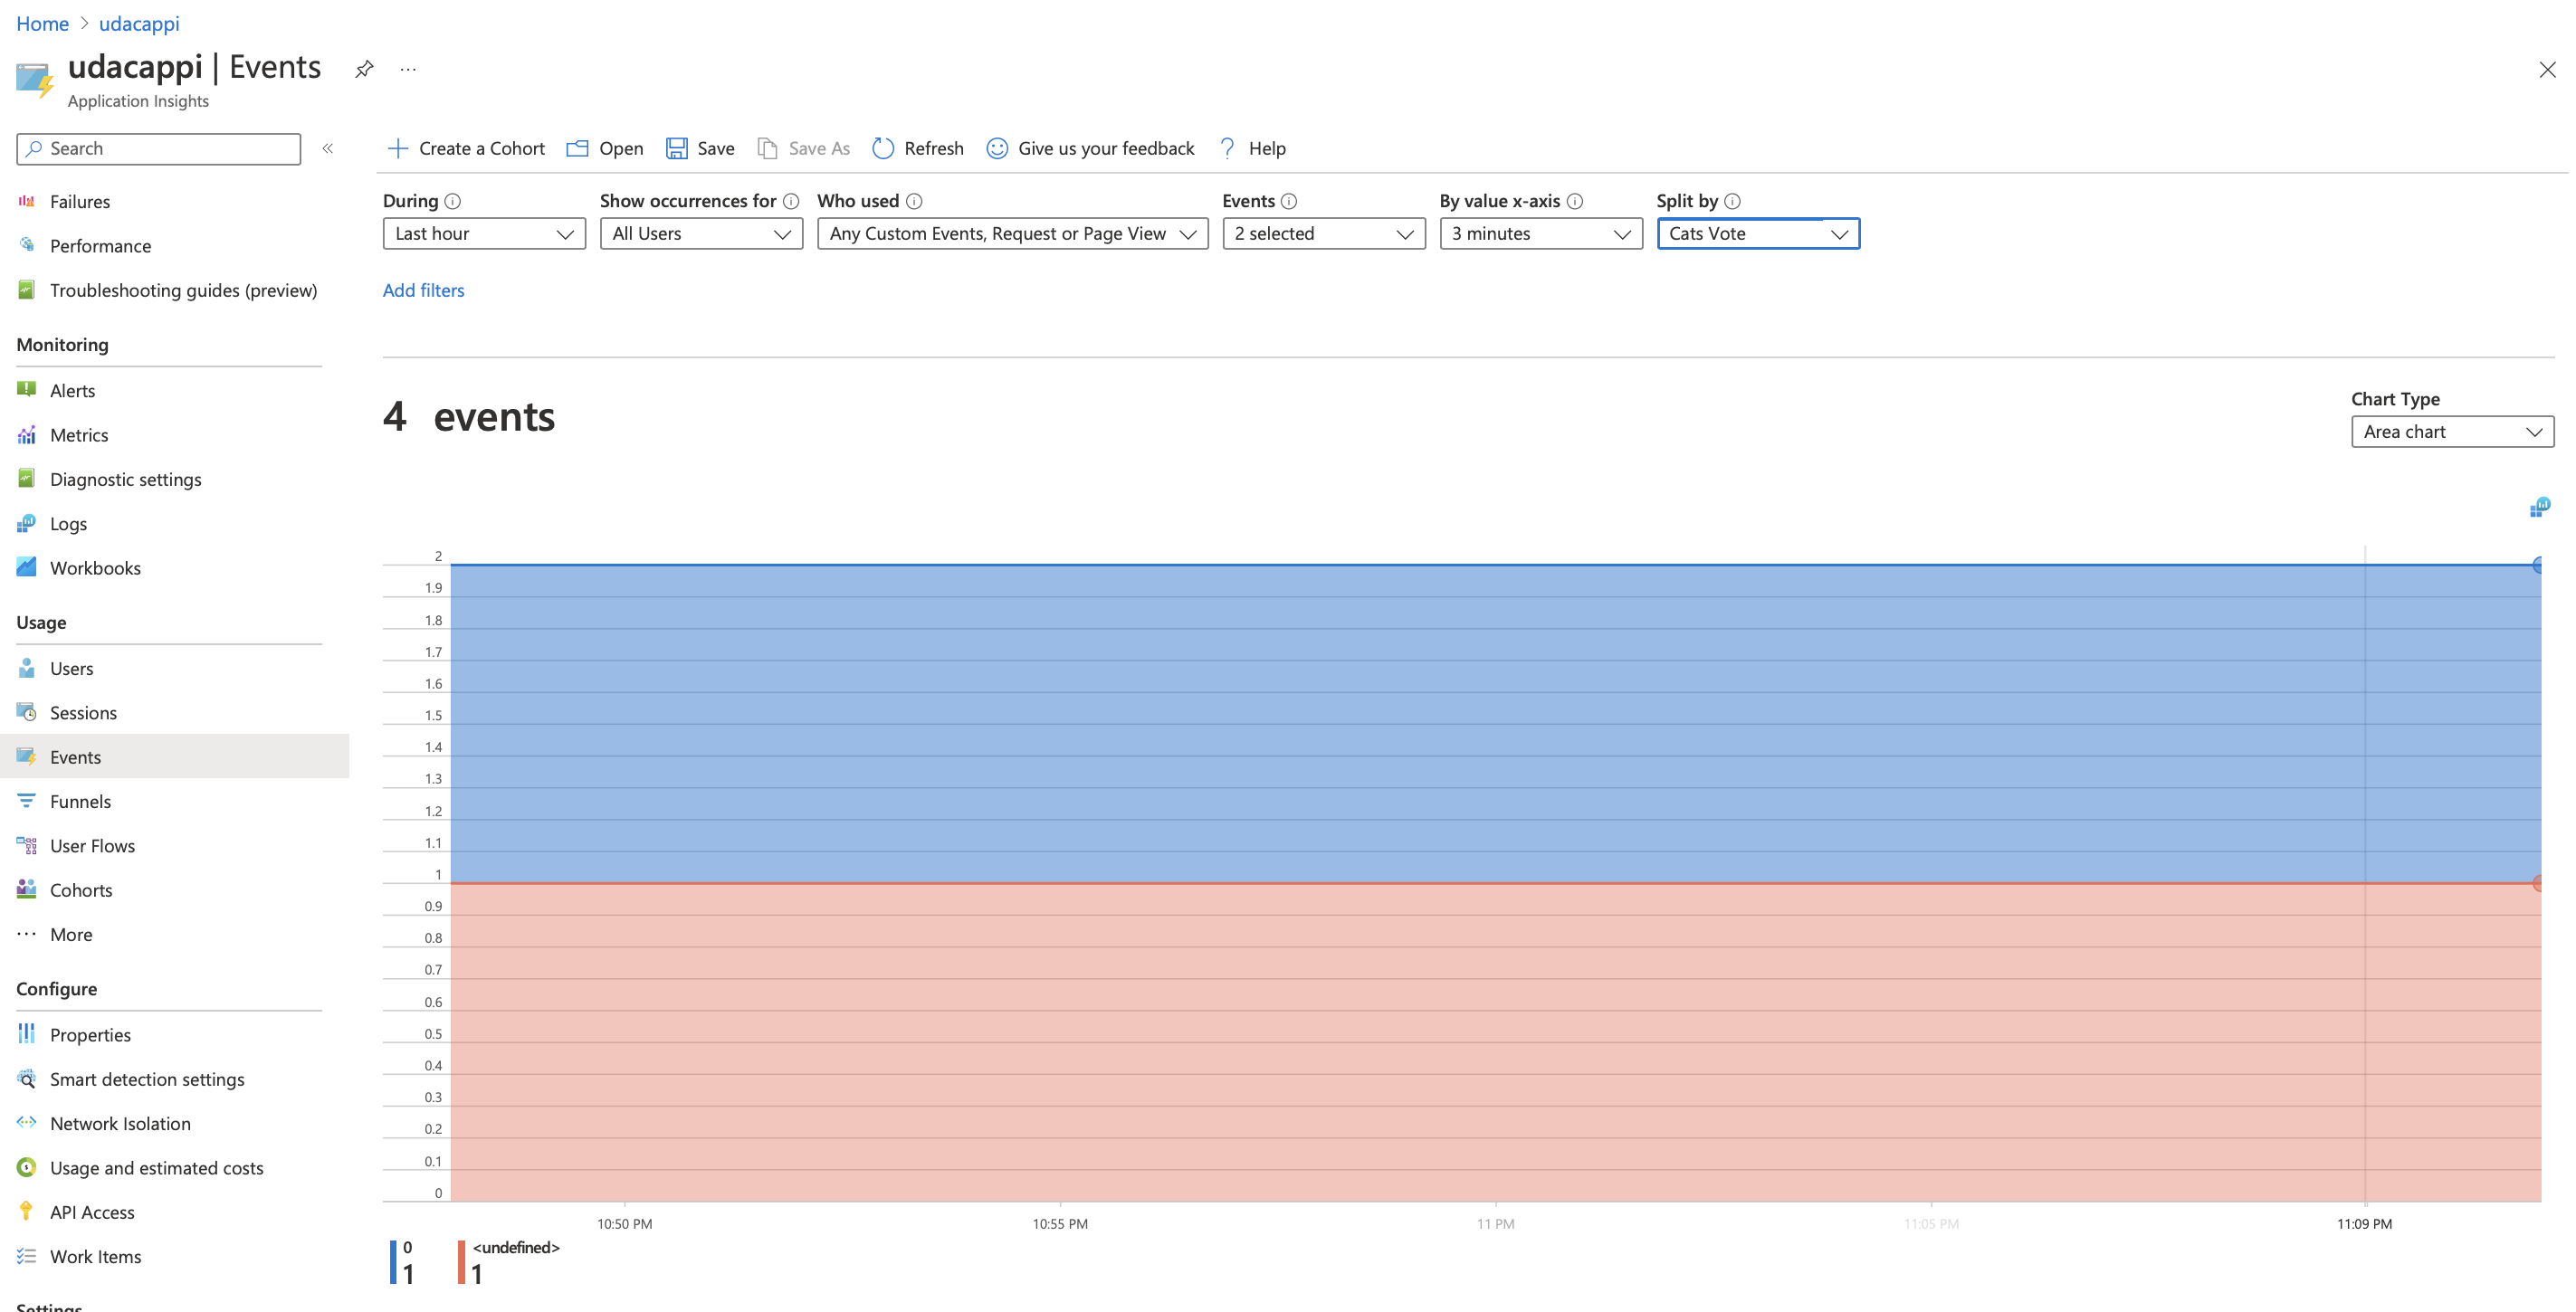 Home > udacappi
udacappi | Events
Application Insights
Search
Failures
Performance
Troubleshooting guides (preview)
Monitoring
Alerts
Metrics
Diagnostic settings
Logs
Workbooks
Usage
Users
Sessions
Events
Funnels
User Flows
Cohorts
More
Configure
Properties
Smart detection settings
Network Isolation
Usage and estimated costs
API Access
Work Items
Settings
Create a Cohort Open Save Save As Refresh Give us your feedback Help
During Show occurrences for Who used Events By value x-axis Split by
Last hour All Users Any Custom Events, Request or Page View 2 selected 3 minutes Cats Vote
Add filters
4 events
Chart Type
Area chart
2
1.9
1.8
1.7
1.6
1.5
1.4
1.3
1.2
1.1
1
0.9
0.8
0.7
0.6
0.5
0.4
0.3
0.2
0.1
0
10:50 PM 10:55 PM 11 PM 11:05 PM 11:09 PM
0 <undefined>
1 1